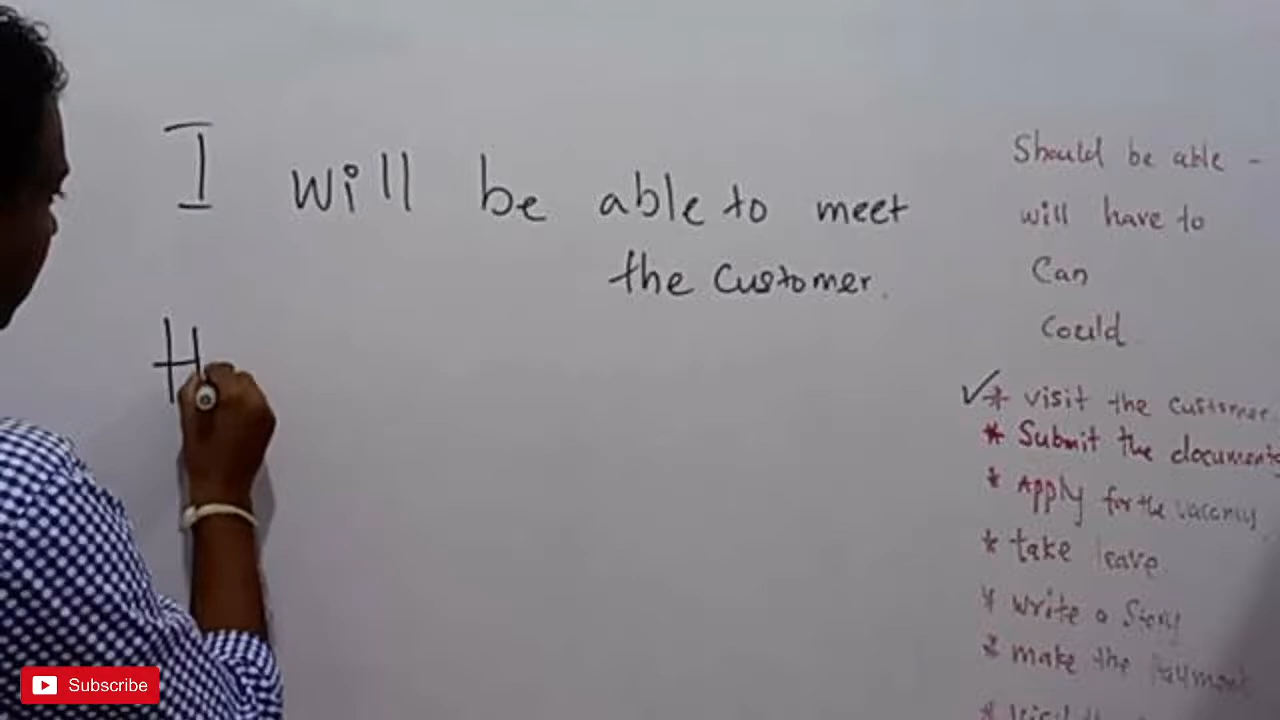 I will be able to meet
the Customer.
H
Should be able -
will have to
Can
Could
✓* visit the customer.
* Submit the documents
* Apply for the vacancy
* take leave
* write a Story
* make the Payment
Subscribe